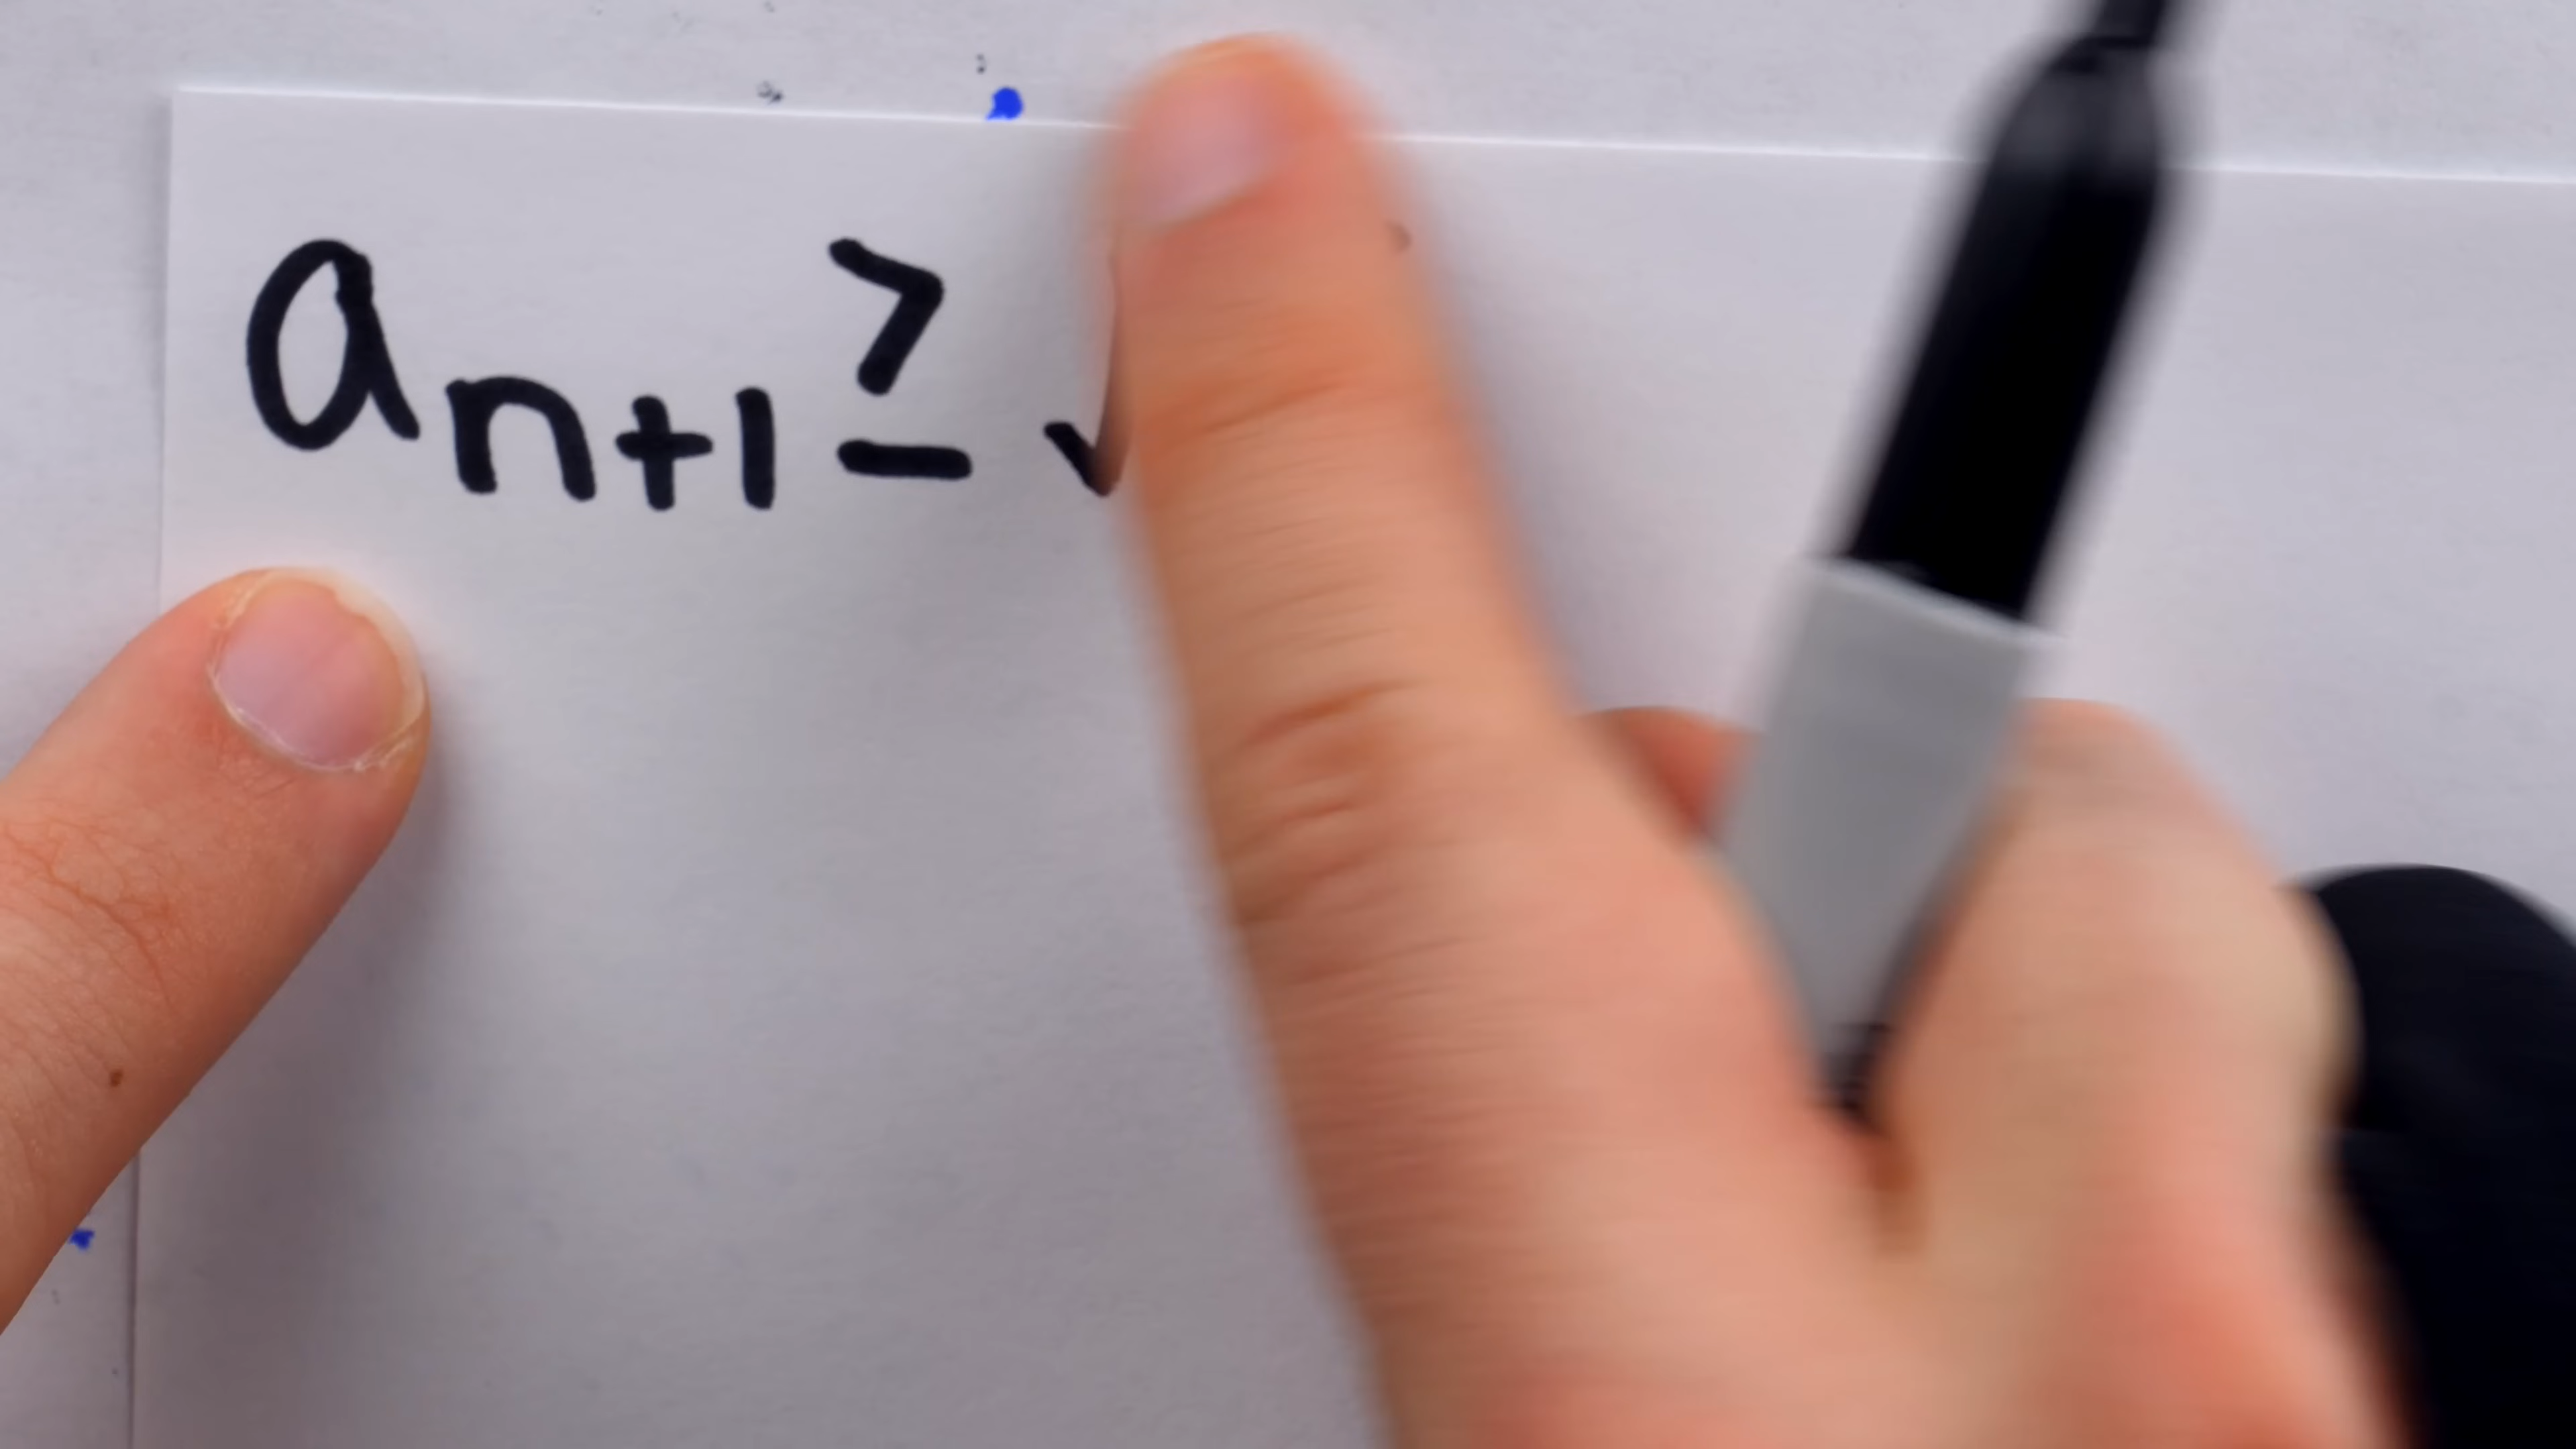 aₙ₊₁ ≥ √